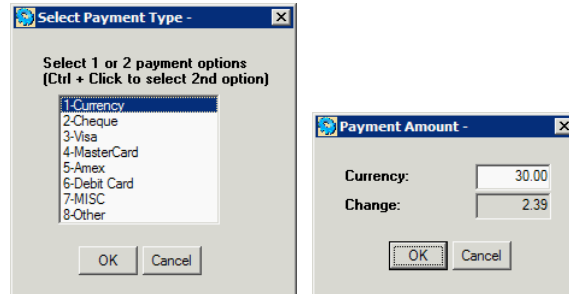 Select Payment Type -
Select 1 or 2 payment options
(Ctrl + Click to select 2nd option)
1-Currency
2-Cheque
3-Visa
4-MasterCard
5-Amex
6-Debit Card
7-MISC
8-Other
OK Cancel
Payment Amount -
Currency: 30.00
Change: 2.39
OK Cancel